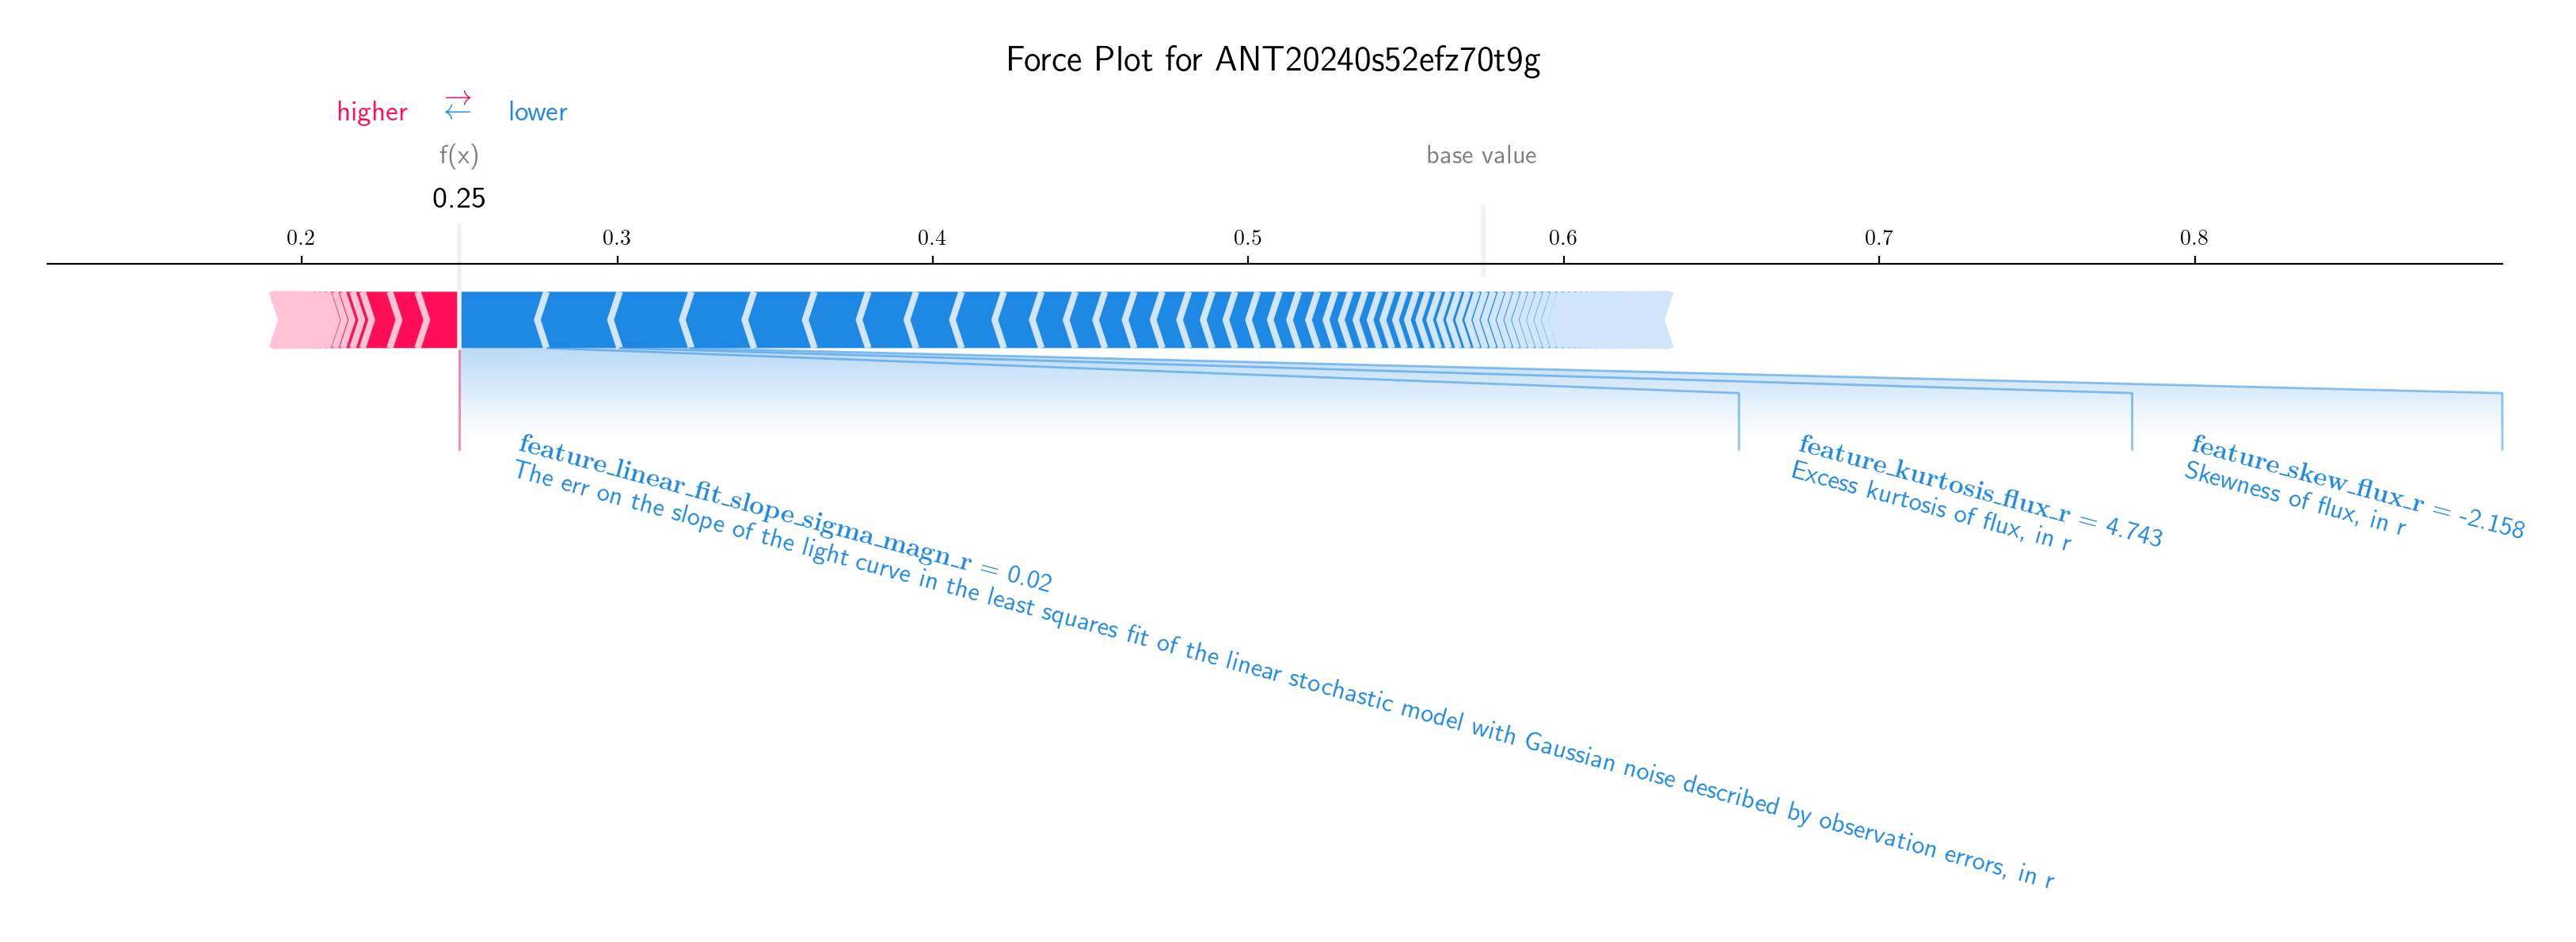 Force Plot for ANT20240s52efz70t9g
higher → ← lower
f(x) base value
0.25
0.2 0.3 0.4 0.5 0.6 0.7 0.8
feature_linear_fit_slope_sigma_magn_r = 0.02
The err on the slope of the light curve in the least squares fit of the linear stochastic model with Gaussian noise described by observation errors, in r
feature_kurtosis_flux_r = 4.743
Excess kurtosis of flux, in r
feature_skew_flux_r = -2.158
Skewness of flux, in r